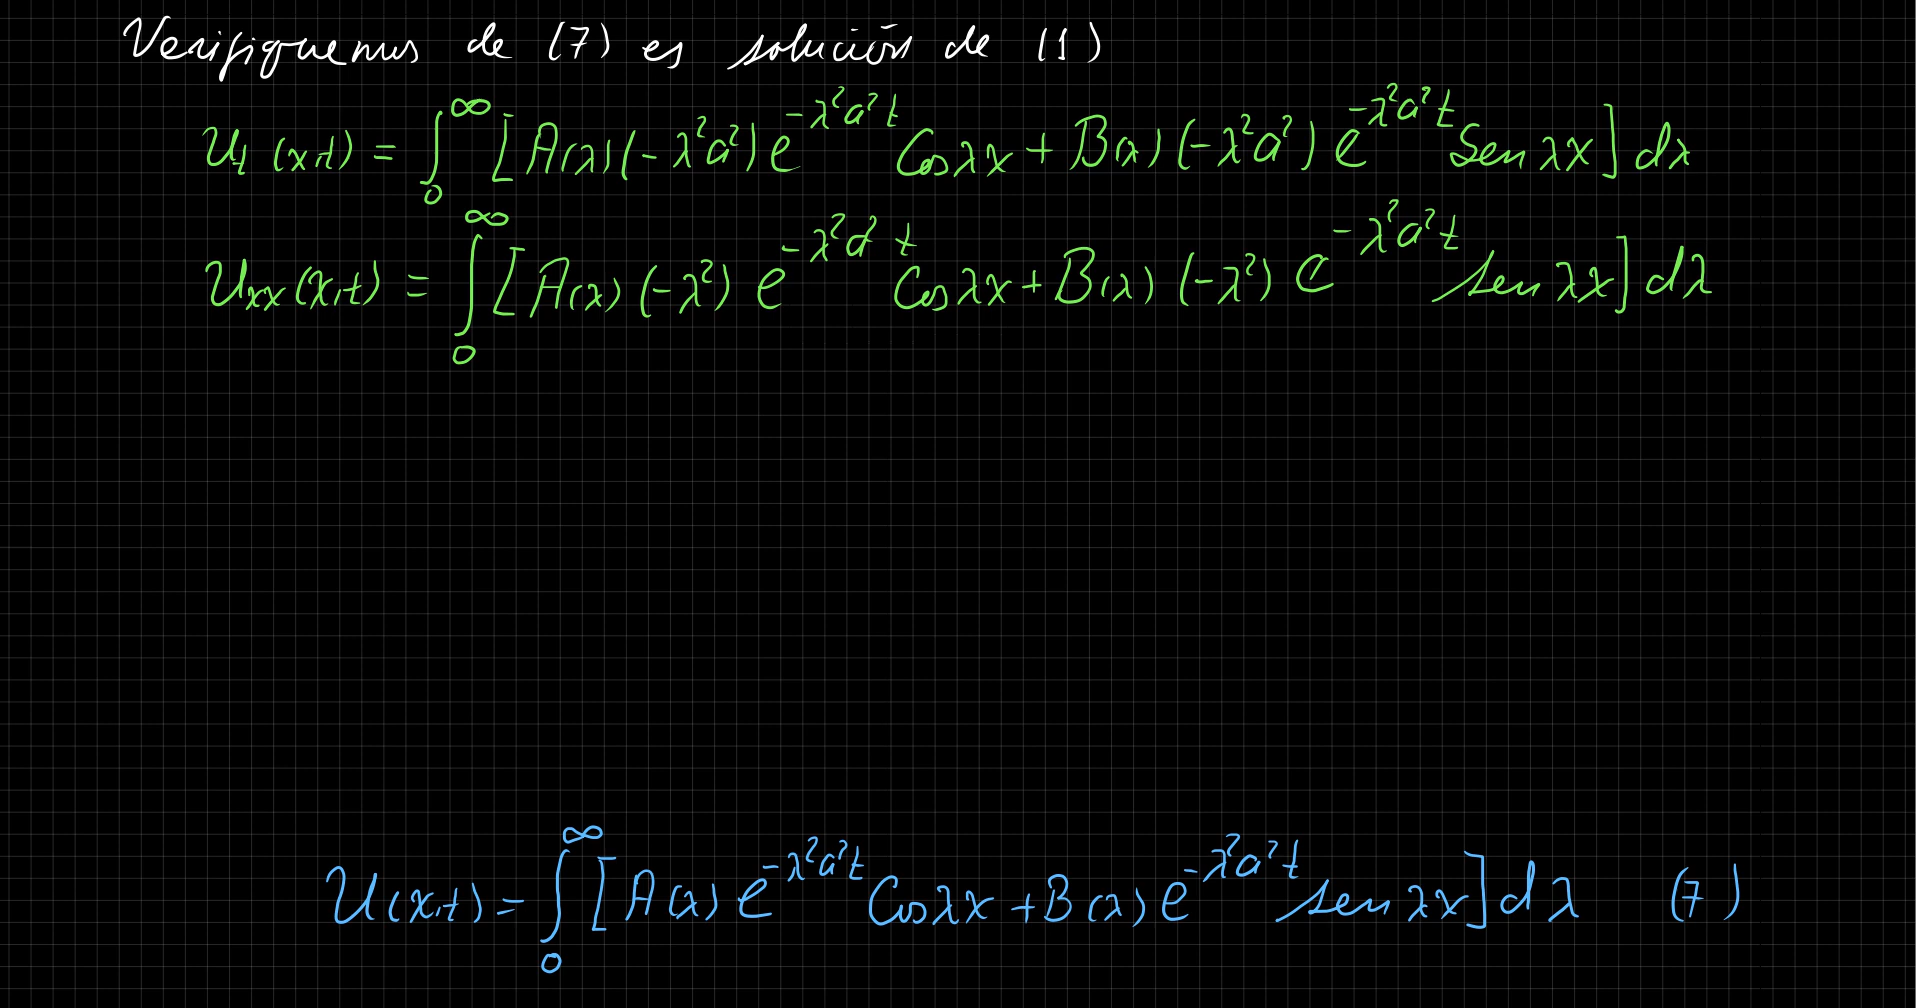 Verifiquemos de (7) es solución de (1)
U_t (x,t) = ∫_0^∞ [A(λ)(-λ²a²) e^{-λ²a²t} Cos λx + B(λ)(-λ²a²) e^{-λ²a²t} Sen λx] dλ
U_xx (x,t) = ∫_0^∞ [A(λ)(-λ²) e^{-λ²a²t} Cos λx + B(λ)(-λ²) e^{-λ²a²t} sen λx] dλ
U(x,t) = ∫_0^∞ [A(λ) e^{-λ²a²t} Cos λx + B(λ) e^{-λ²a²t} sen λx] dλ (7)